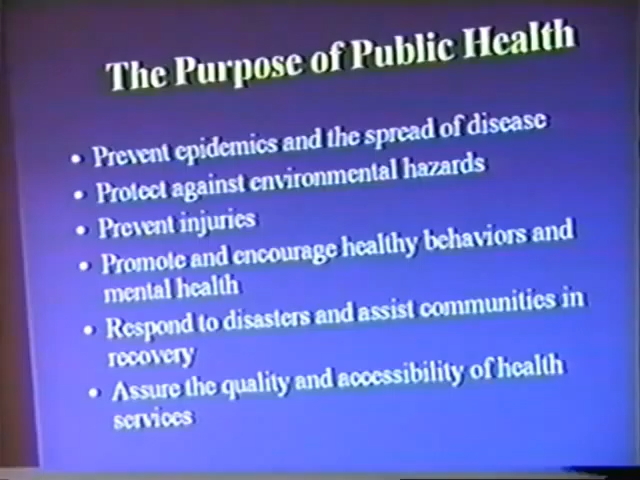 The Purpose of Public Health
• Prevent epidemics and the spread of disease
• Protect against environmental hazards
• Prevent injuries
• Promote and encourage healthy behaviors and
mental health
• Respond to disasters and assist communities in
recovery
• Assure the quality and accessibility of health
services